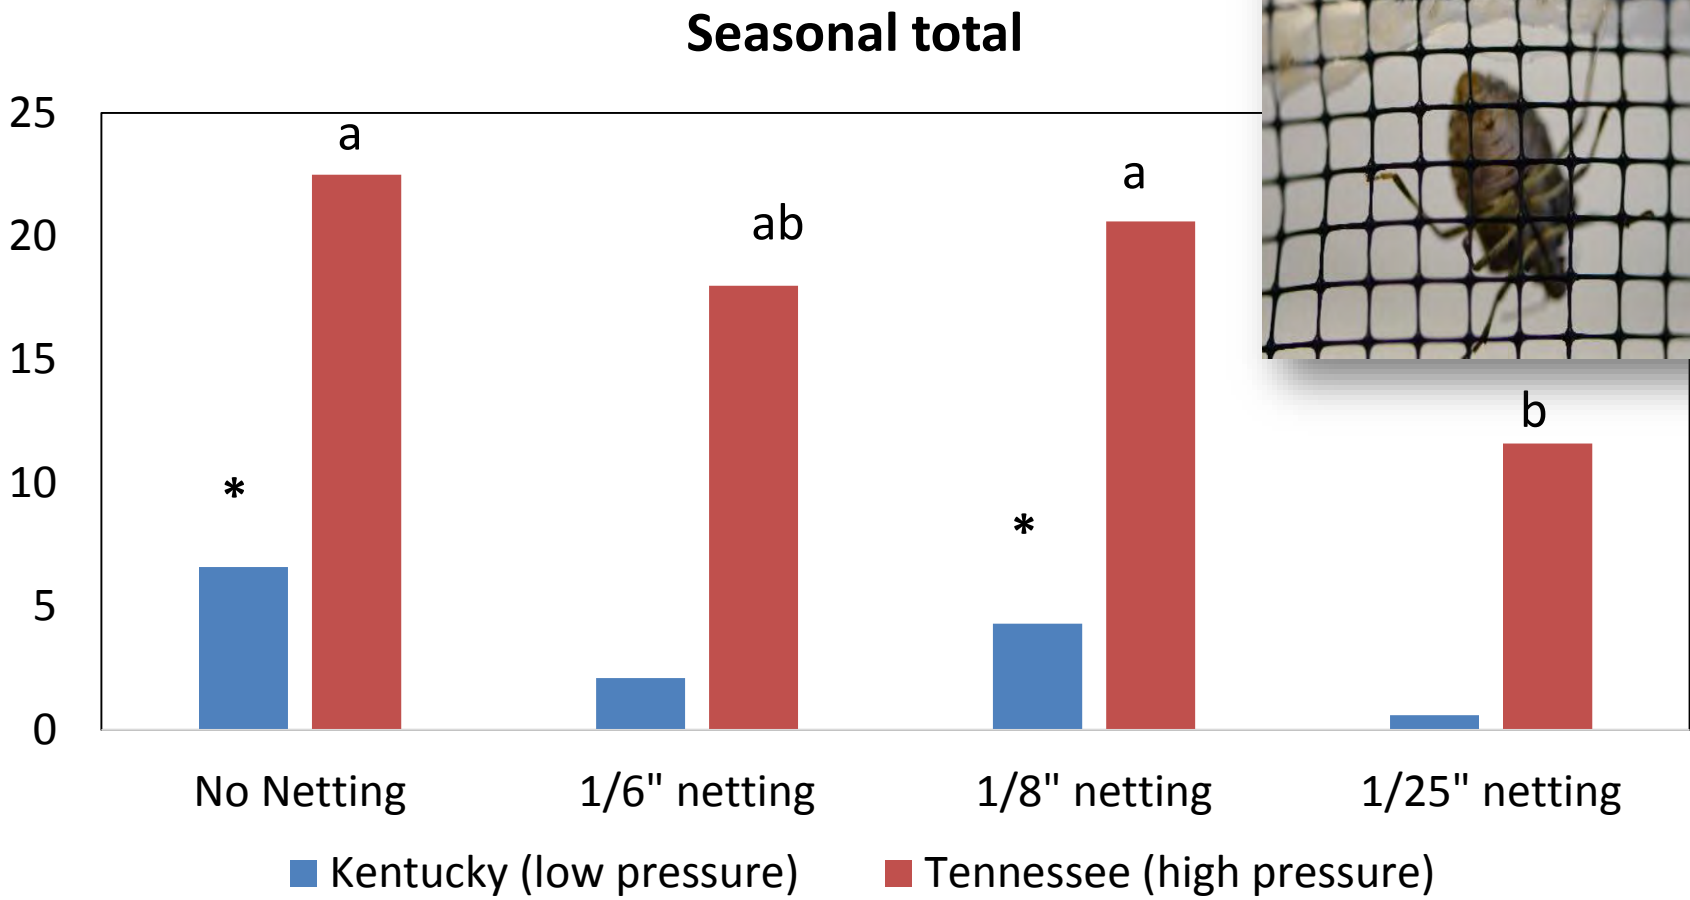 Seasonal total
25
20
15
10
5
0
a
ab
a
b
*
*
No Netting
1/6" netting
1/8" netting
1/25" netting
Kentucky (low pressure)
Tennessee (high pressure)